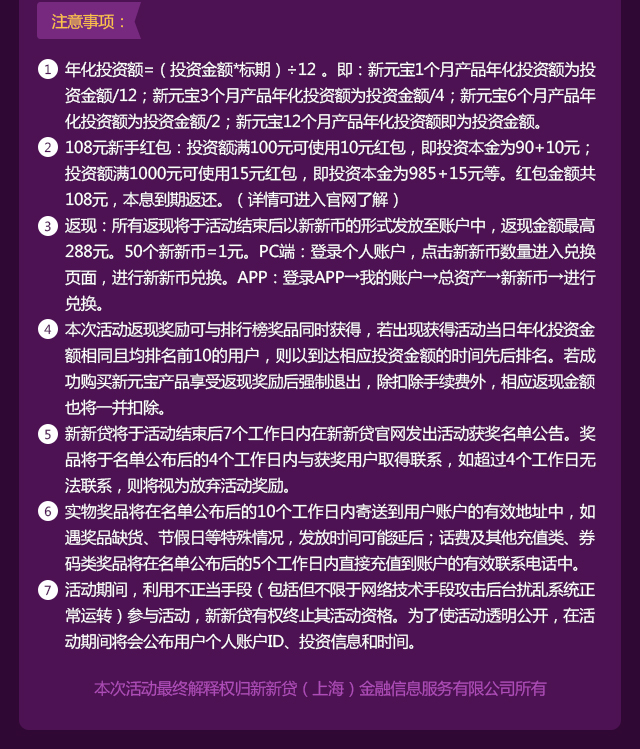 注意事项：
1 年化投资额=（投资金额*标期）÷12 。即：新元宝1个月产品年化投资额为投
资金额/12；新元宝3个月产品年化投资额为投资金额/4；新元宝6个月产品年
化投资额为投资金额/2；新元宝12个月产品年化投资额即为投资金额。
2 108元新手红包：投资额满100元可使用10元红包，即投资本金为90+10元；
投资额满1000元可使用15元红包，即投资本金为985+15元等。红包金额共
108元，本息到期返还。（详情可进入官网了解）
3 返现：所有返现将于活动结束后以新新币的形式发放至账户中，返现金额最高
288元。50个新新币=1元。PC端：登录个人账户，点击新新币数量进入兑换
页面，进行新新币兑换。APP：登录APP→我的账户→总资产→新新币→进行
兑换。
4 本次活动返现奖励可与排行榜奖品同时获得，若出现获得活动当日年化投资金
额相同且均排名前10的用户，则以到达相应投资金额的时间先后排名。若成
功购买新元宝产品享受返现奖励后强制退出，除扣除手续费外，相应返现金额
也将一并扣除。
5 新新贷将于活动结束后7个工作日内在新新贷官网发出活动获奖名单公告。奖
品将于名单公布后的4个工作日内与获奖用户取得联系，如超过4个工作日无
法联系，则将视为放弃活动奖励。
6 实物奖品将在名单公布后的10个工作日内寄送到用户账户的有效地址中，如
遇奖品缺货、节假日等特殊情况，发放时间可能延后；话费及其他充值类、券
码类奖品将在名单公布后的5个工作日内直接充值到账户的有效联系电话中。
7 活动期间，利用不正当手段（包括但不限于网络技术手段攻击后台扰乱系统正
常运转）参与活动，新新贷有权终止其活动资格。为了使活动透明公开，在活
动期间将会公布用户个人账户ID、投资信息和时间。
本次活动最终解释权归新新贷（上海）金融信息服务有限公司所有